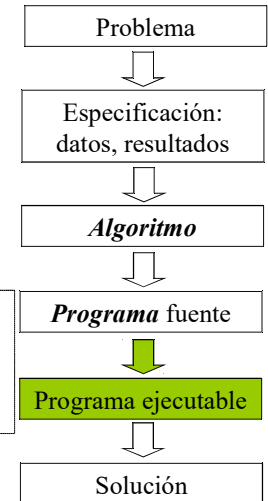 Problema
Especificación:
datos, resultados
Algoritmo
Programa fuente
Programa ejecutable
Solución